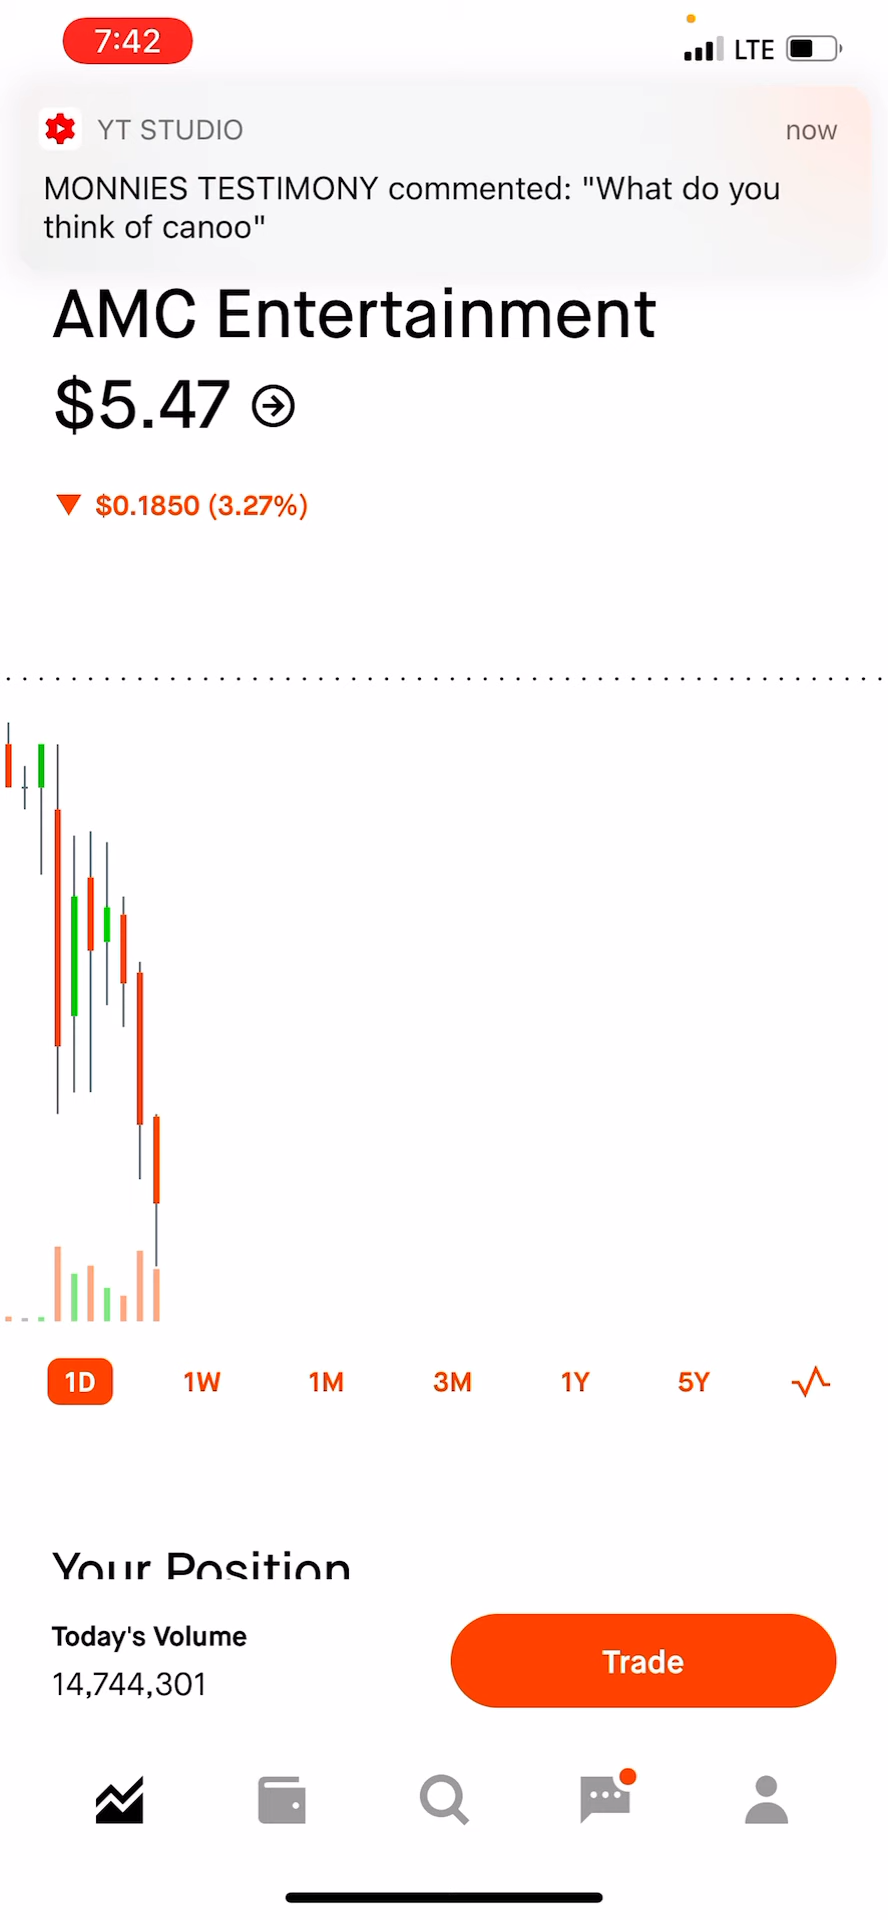 7:42
LTE
YT STUDIO
now
MONNIES TESTIMONY commented: "What do you
think of canoo"
AMC Entertainment
$5.47
$0.1850 (3.27%)
1D 1W 1M 3M 1Y 5Y
Your Position
Today's Volume
14,744,301
Trade